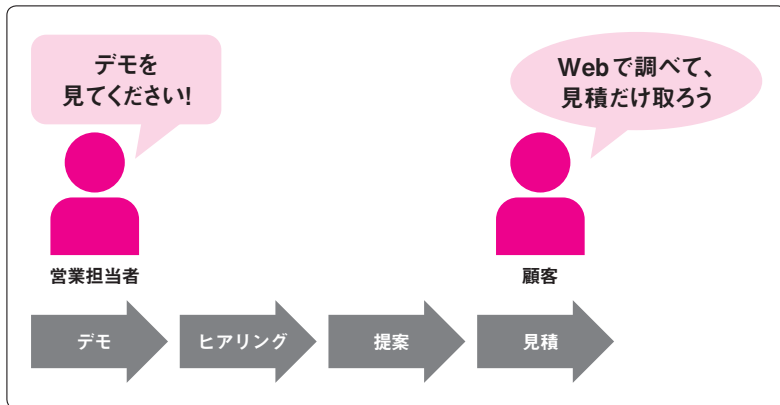 デモを
見てください!
Webで調べて、
見積だけ取ろう
営業担当者
顧客
デモ
ヒアリング
提案
見積